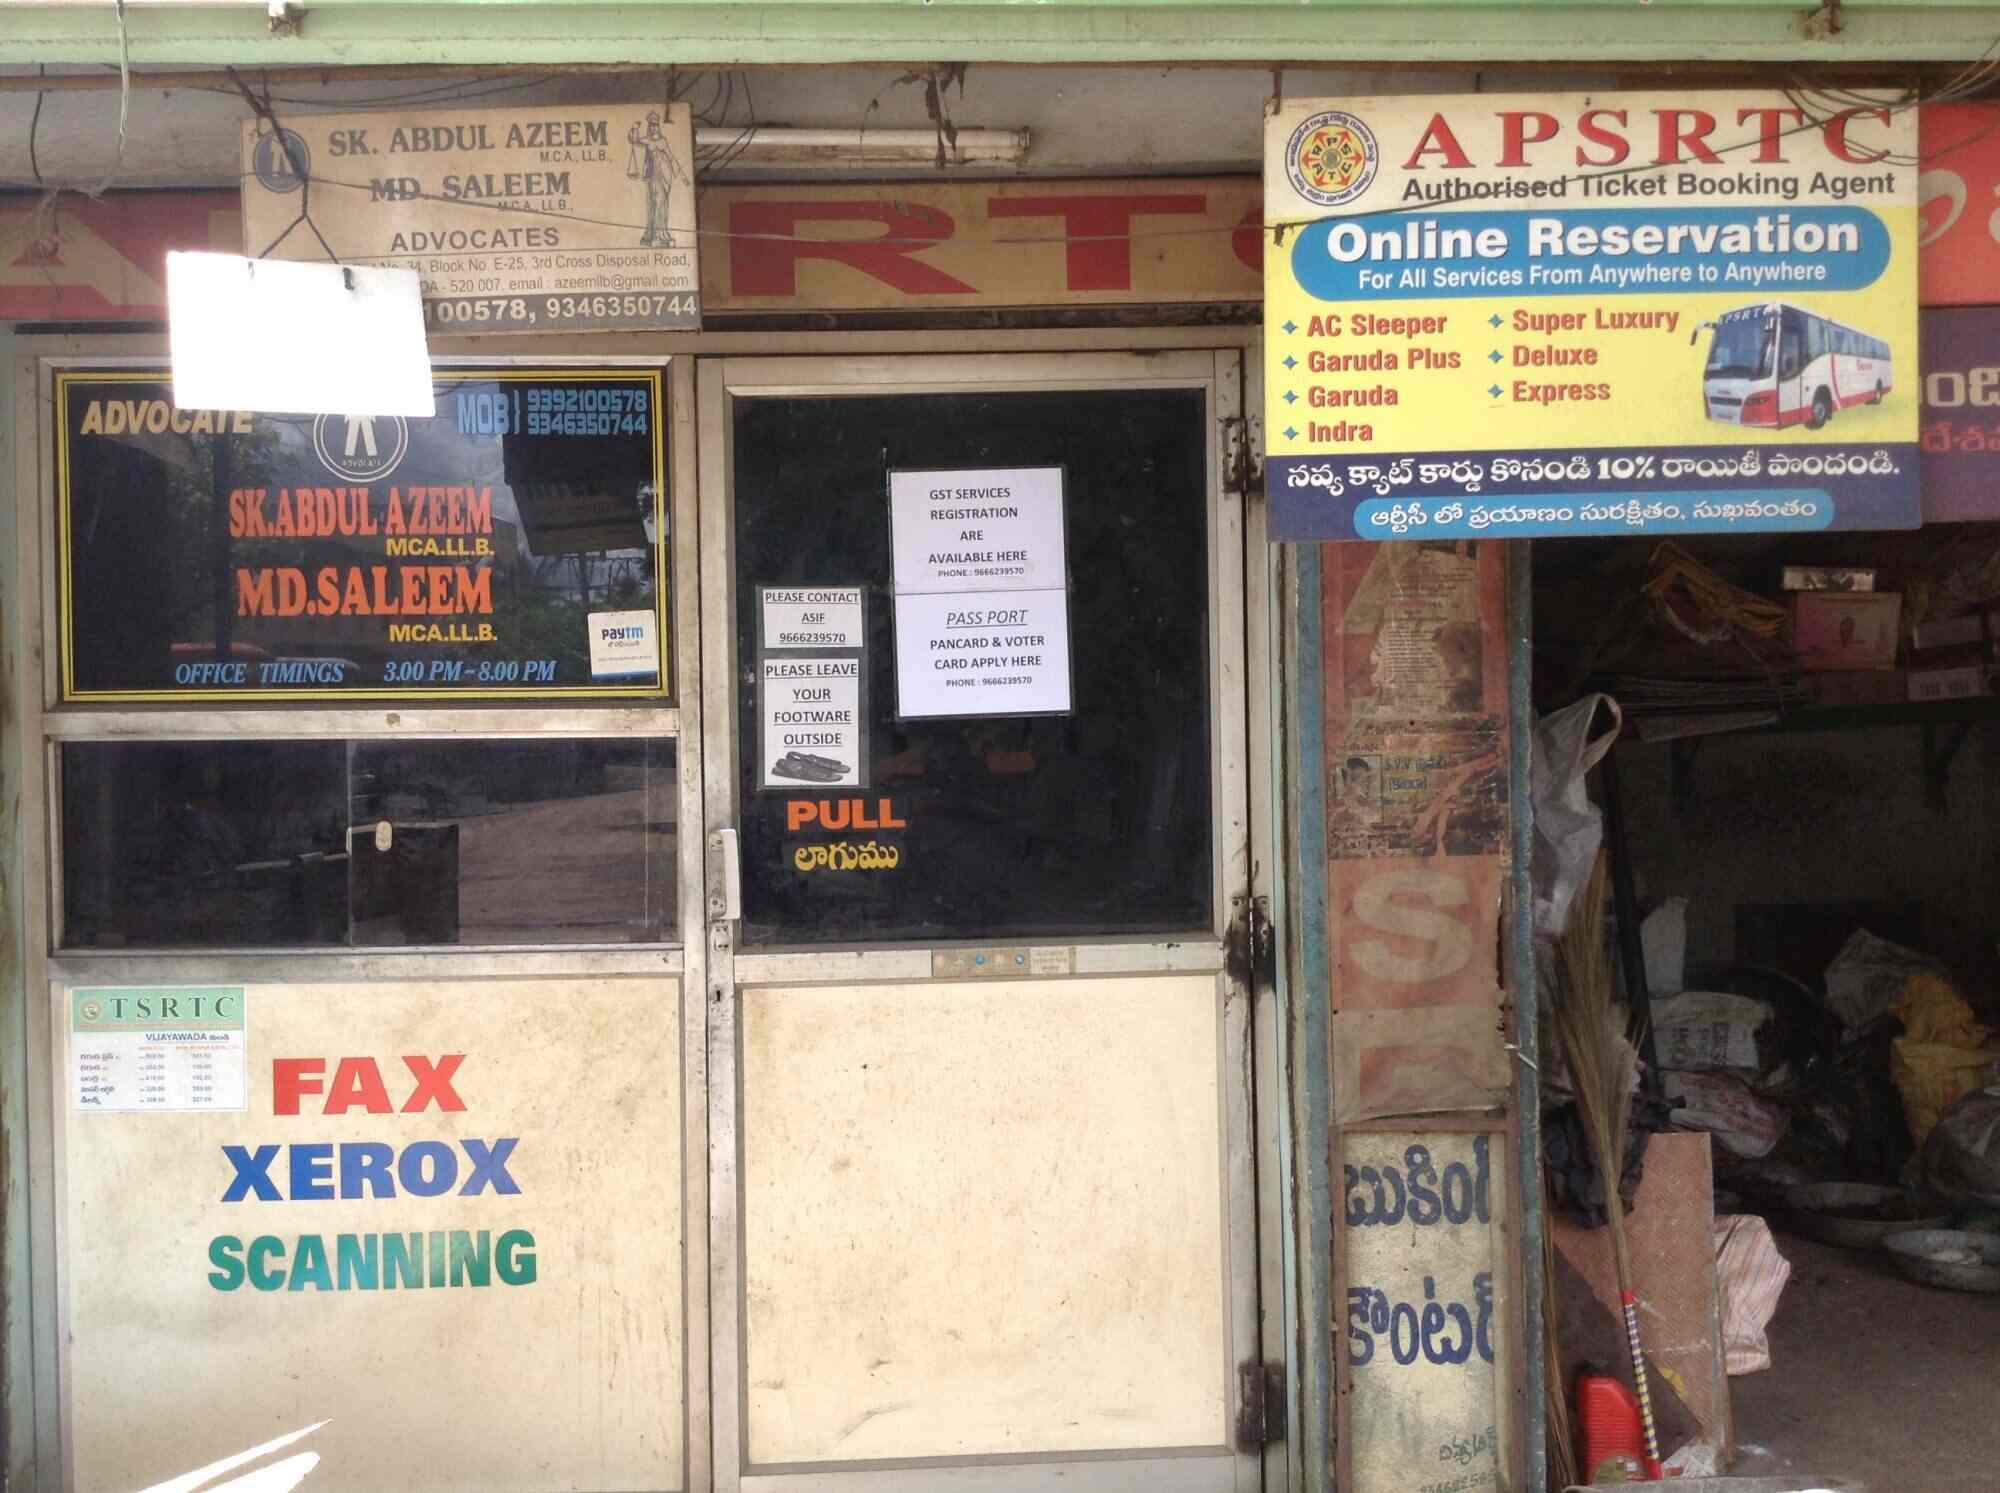 SK. ABDUL AZEEM
M.C.A., LL.B.,
MD. SALEEM
M.C.A., LL.B.,
ADVOCATES
34, Block No. E-25, 3rd Cross Disposal Road,
520 007. email : azeemllb@gmail.com
100578, 9346350744
RT
ADVOCATE
ADVOCATE
MOB
9392100578
9346350744
SK.ABDUL AZEEM
MCA.LL.B.
MD.SALEEM
MCA.LL.B.
OFFICE TIMINGS 3.00 PM-8.00 PM
paytm
GST SERVICES
REGISTRATION
ARE
AVAILABLE HERE
PHONE : 9666239570
PASS PORT
PANCARD & VOTER
CARD APPLY HERE
PHONE : 9666239570
PLEASE CONTACT
ASIF
9666239570
PLEASE LEAVE
YOUR
FOOTWARE
OUTSIDE
PULL
లాగుము
TSRTC
VIJAYAWADA నుండి
FAX
XEROX
SCANNING
APSRTC
Authorised Ticket Booking Agent
Online Reservation
For All Services From Anywhere to Anywhere
AC Sleeper
Garuda Plus
Garuda
Indra
Super Luxury
Deluxe
Express
APSRTC
నవ్య క్యాట్ కార్డు కొనండి 10% రాయితీ పొందండి.
ఆర్టీసీ లో ప్రయాణం సురక్షితం, సుఖవంతం
S
బుకింగ్
కౌంటర్